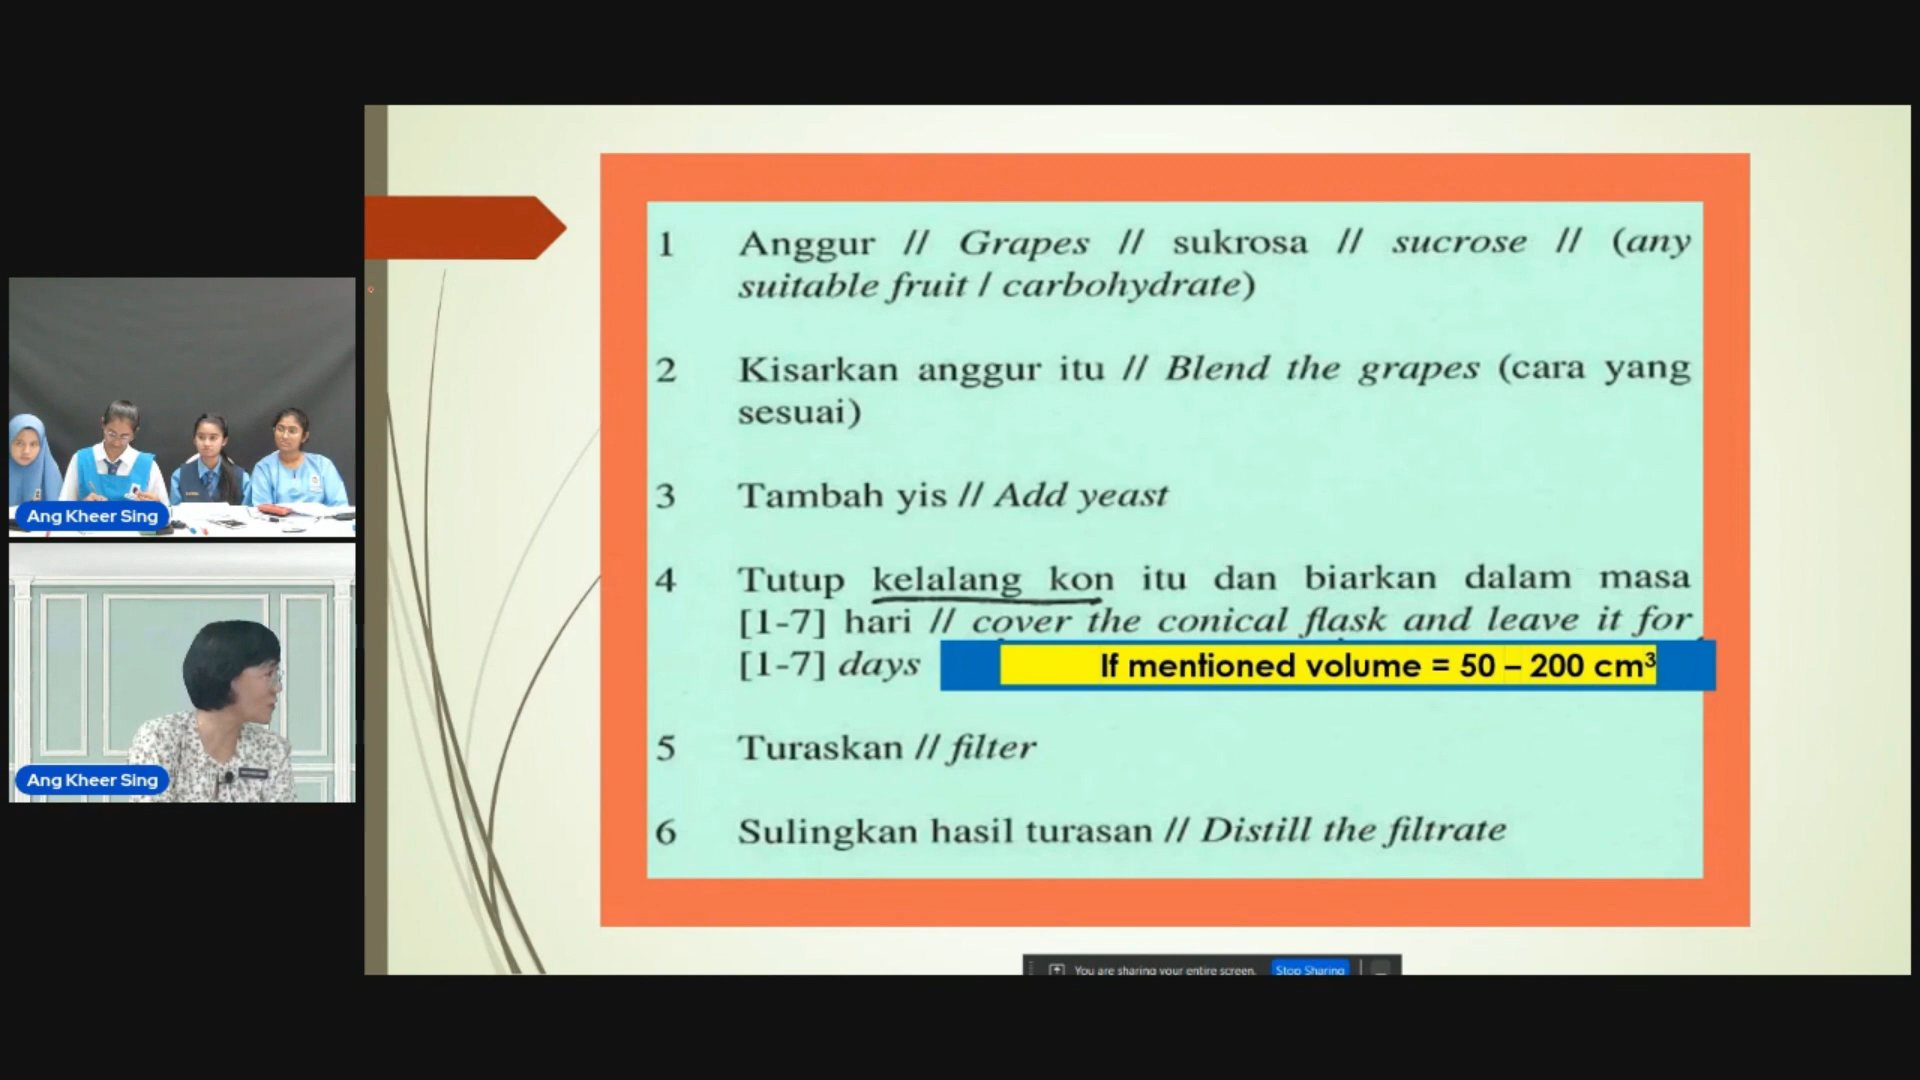 1 Anggur // Grapes // sukrosa // sucrose // (any
suitable fruit / carbohydrate)
2 Kisarkan anggur itu // Blend the grapes (cara yang
sesuai)
3 Tambah yis // Add yeast
4 Tutup kelalang kon itu dan biarkan dalam masa
[1-7] hari // cover the conical flask and leave it for
[1-7] days
If mentioned volume = 50 – 200 cm³
5 Turaskan // filter
6 Sulingkan hasil turasan // Distill the filtrate
Ang Kheer Sing
Ang Kheer Sing
You are sharing your entire screen. Stop Sharing